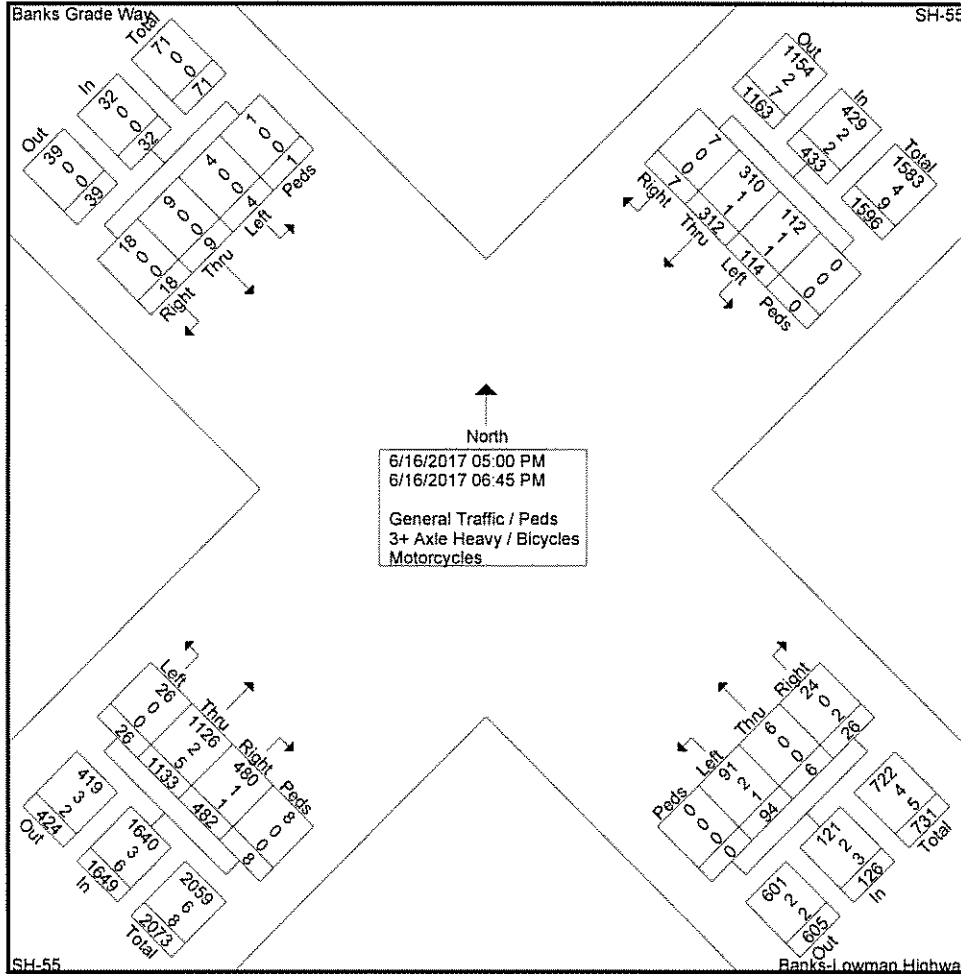 Banks Grade Way
SH-55
Out
39
0
0
39
In
32
0
0
32
Total
71
0
0
71
18
0
0
18
Right
9
0
0
9
Thru
4
0
0
4
Left
1
0
0
1
Peds
Out
1154
2
7
1163
In
429
2
2
433
Total
1583
4
9
1596
7
0
0
7
Right
310
1
1
312
Thru
112
1
1
114
Left
0
0
0
0
Peds
North
6/16/2017 05:00 PM
6/16/2017 06:45 PM
General Traffic / Peds
3+ Axle Heavy / Bicycles
Motorcycles
Left
26
0
0
26
Thru
1126
2
5
1133
Right
480
1
1
482
Peds
8
0
0
8
419
3
2
424
Out
1640
3
6
1649
In
2059
6
8
2073
Total
Peds
0
0
0
0
Left
91
2
1
94
Thru
6
0
0
6
Right
24
0
2
26
601
2
2
605
Out
121
2
3
126
In
722
4
5
731
Total
SH-55
Banks-Lowman Highwa